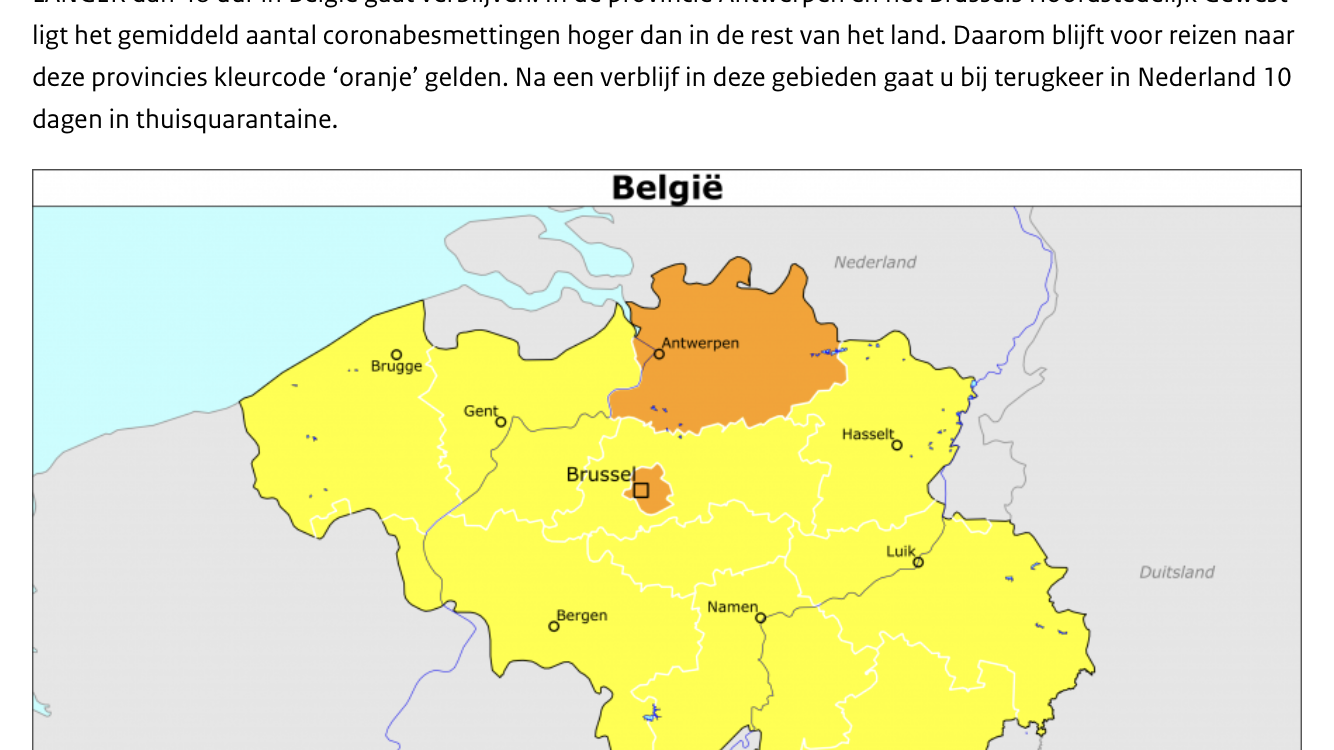 ligt het gemiddeld aantal coronabesmettingen hoger dan in de rest van het land. Daarom blijft voor reizen naar
deze provincies kleurcode ‘oranje’ gelden. Na een verblijf in deze gebieden gaat u bij terugkeer in Nederland 10
dagen in thuisquarantaine.
België
Nederland
Antwerpen
Brugge
Gent
Hasselt
Brussel
Luik
Duitsland
Namen
Bergen